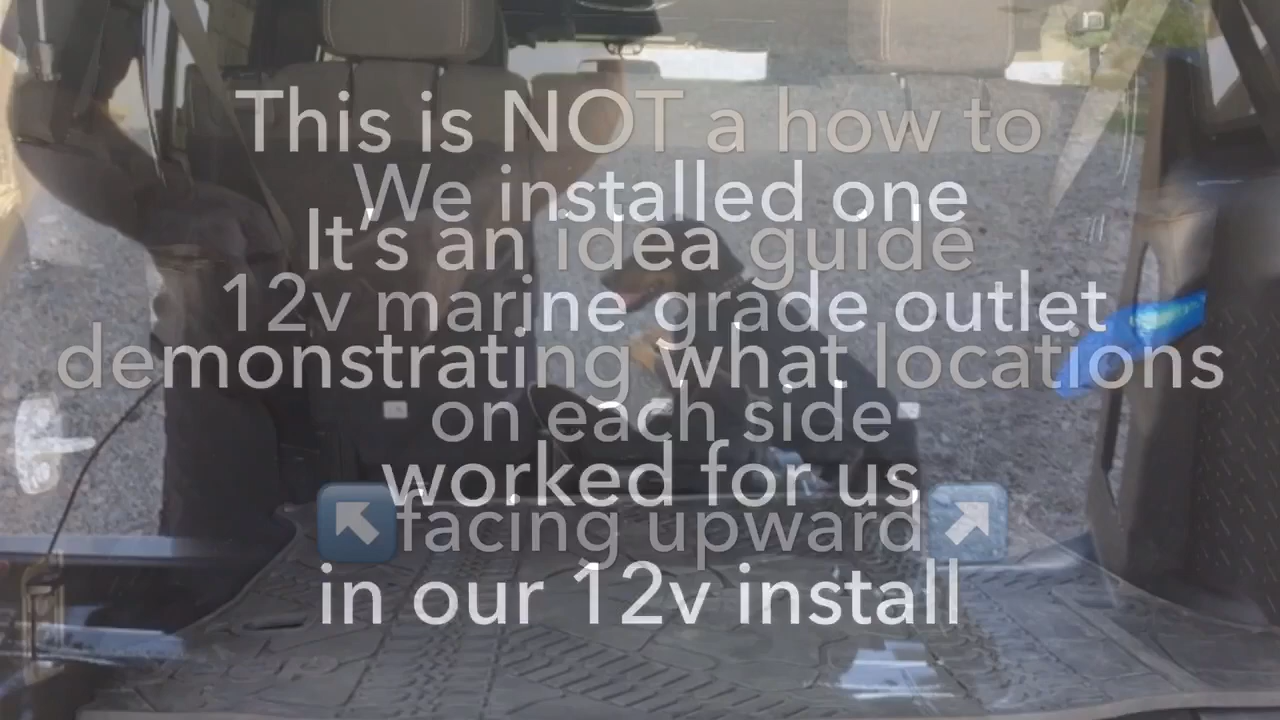 This is NOT a how to
We installed one
It's an idea guide
12v marine grade outlet
demonstrating what locations
on each side
worked for us
↖facing upward↗
in our 12v install